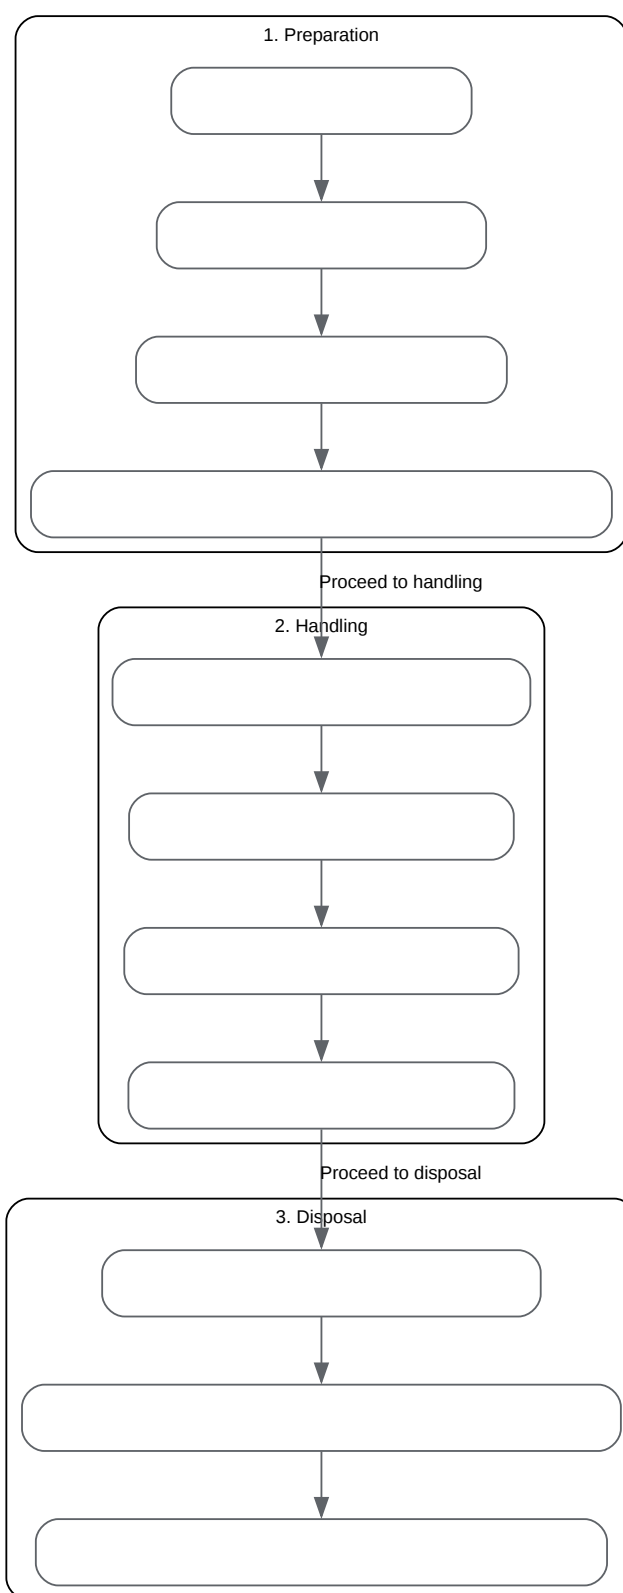 1. Preparation
Proceed to handling
2. Handling
Proceed to disposal
3. Disposal